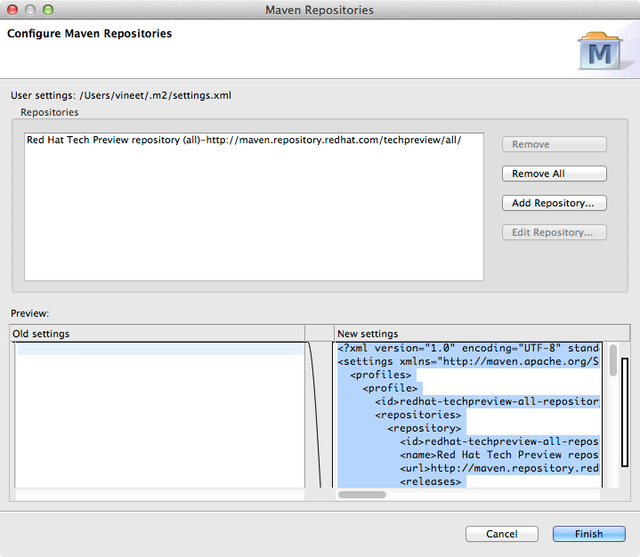 Maven Repositories
Configure Maven Repositories
M
User settings: /Users/vineet/.m2/settings.xml
Repositories
Red Hat Tech Preview repository (all)-http://maven.repository.redhat.com/techpreview/all/
Remove
Remove All
Add Repository...
Edit Repository...
Preview:
Old settings
New settings
<?xml version="1.0" encoding="UTF-8" stand
<settings xmlns="http://maven.apache.org/S
<profiles>
<profile>
<id>redhat-techpreview-all-repository
<repositories>
<repository>
<id>redhat-techpreview-all-repos
<name>Red Hat Tech Preview repos
<url>http://maven.repository.red
<releases>
Cancel
Finish